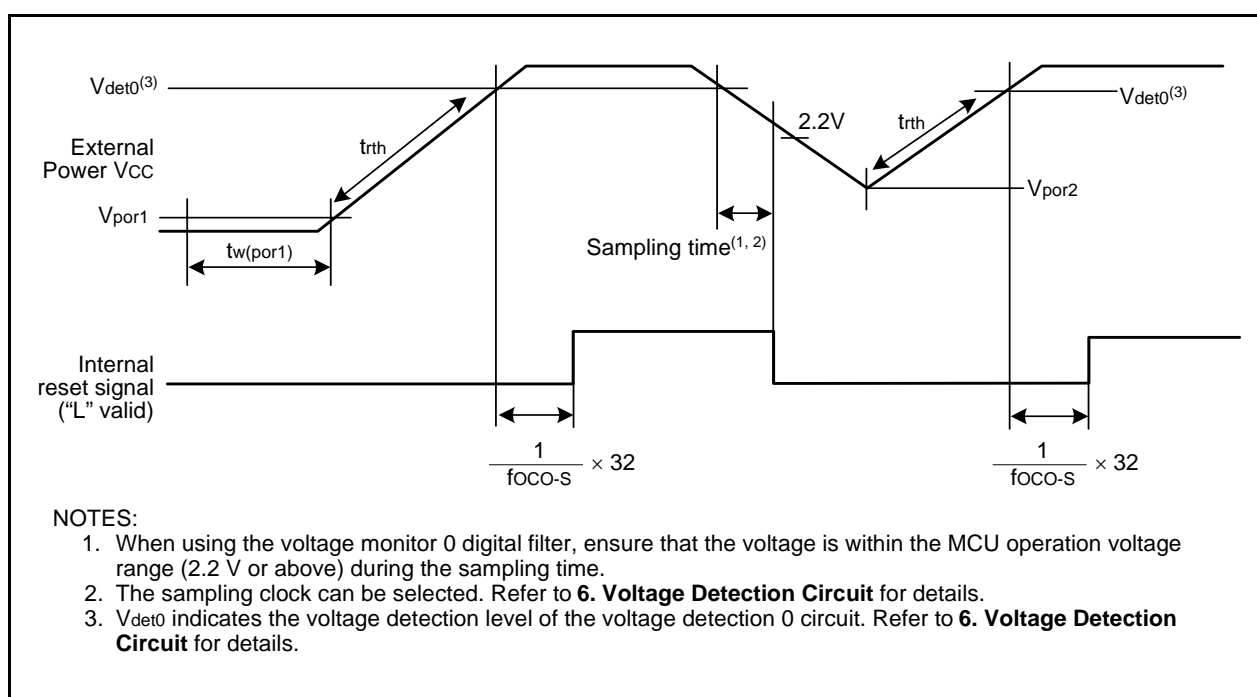 Vdet0(3)
External
Power VCC
Vpor1
tw(por1)
trth
Sampling time(1, 2)
2.2V
trth
Vdet0(3)
Vpor2
Internal
reset signal
(“L” valid)
1
fOCO-S
× 32
1
fOCO-S
× 32
NOTES:
1. When using the voltage monitor 0 digital filter, ensure that the voltage is within the MCU operation voltage
range (2.2 V or above) during the sampling time.
2. The sampling clock can be selected. Refer to 6. Voltage Detection Circuit for details.
3. Vdet0 indicates the voltage detection level of the voltage detection 0 circuit. Refer to 6. Voltage Detection
Circuit for details.